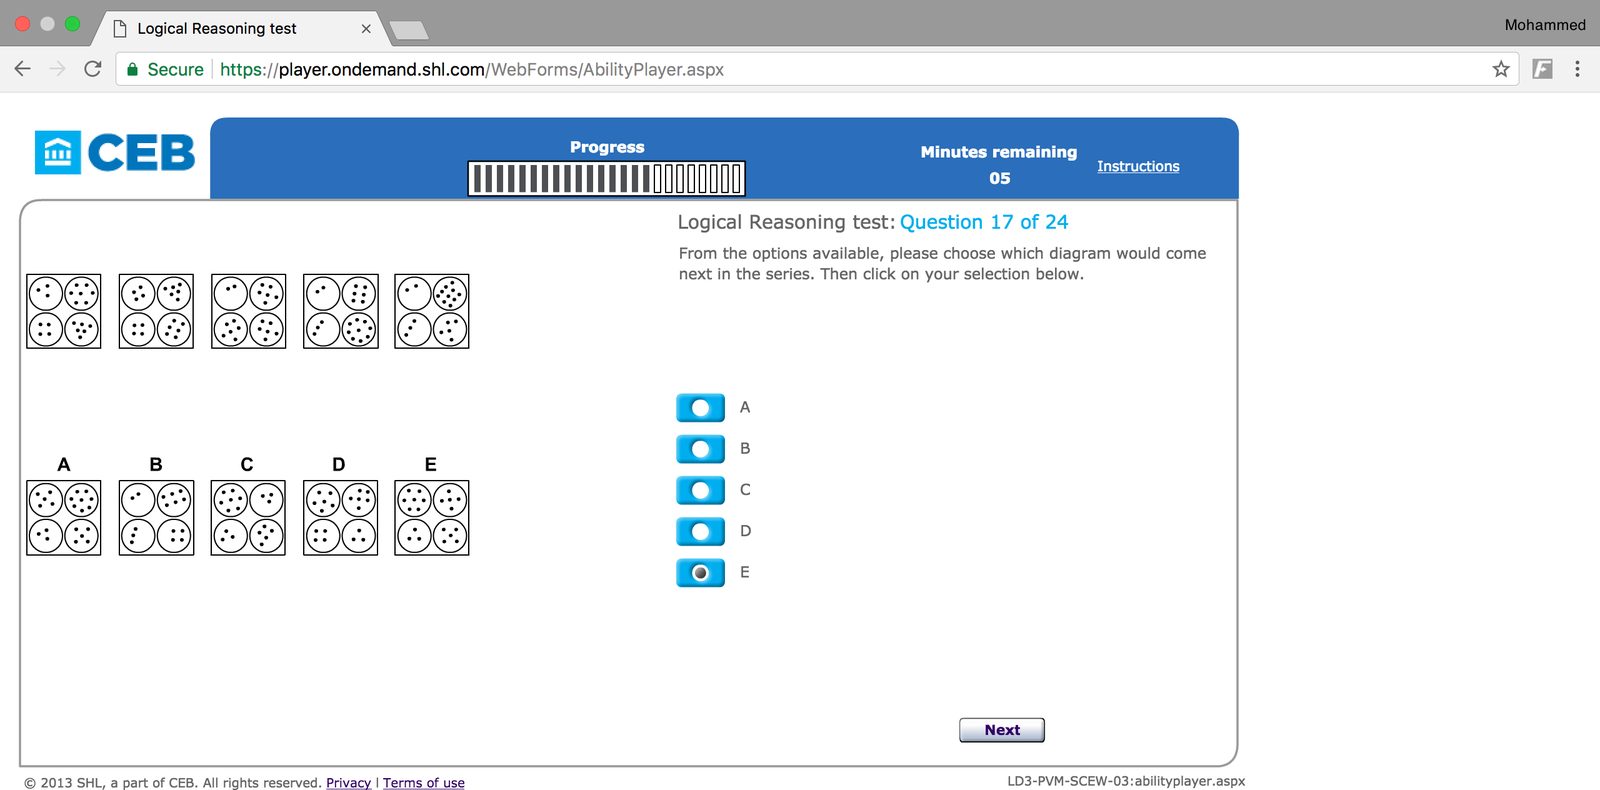 Logical Reasoning test
Mohammed
Secure https://player.ondemand.shl.com/WebForms/AbilityPlayer.aspx
CEB
Progress
Minutes remaining
05
Instructions
Logical Reasoning test: Question 17 of 24
From the options available, please choose which diagram would come
next in the series. Then click on your selection below.
A B C D E
A
B
C
D
E
Next
© 2013 SHL, a part of CEB. All rights reserved. Privacy | Terms of use
LD3-PVM-SCEW-03:abilityplayer.aspx